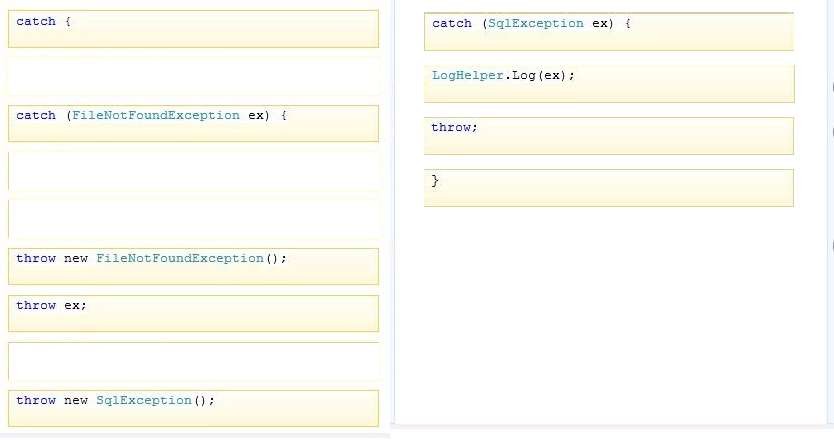 catch {
catch (FileNotFoundException ex) {
throw new FileNotFoundException();
throw ex;
throw new SqlException();
catch (SqlException ex) {
LogHelper.Log(ex);
throw;
}